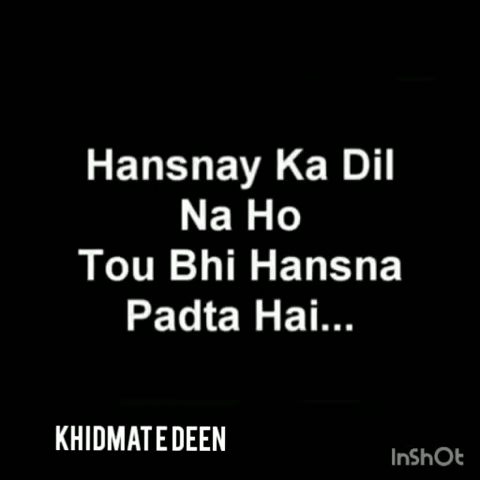 Hansnay Ka Dil
Na Ho
Tou Bhi Hansna
Padta Hai...
KHIDMAT E DEEN
InShOt